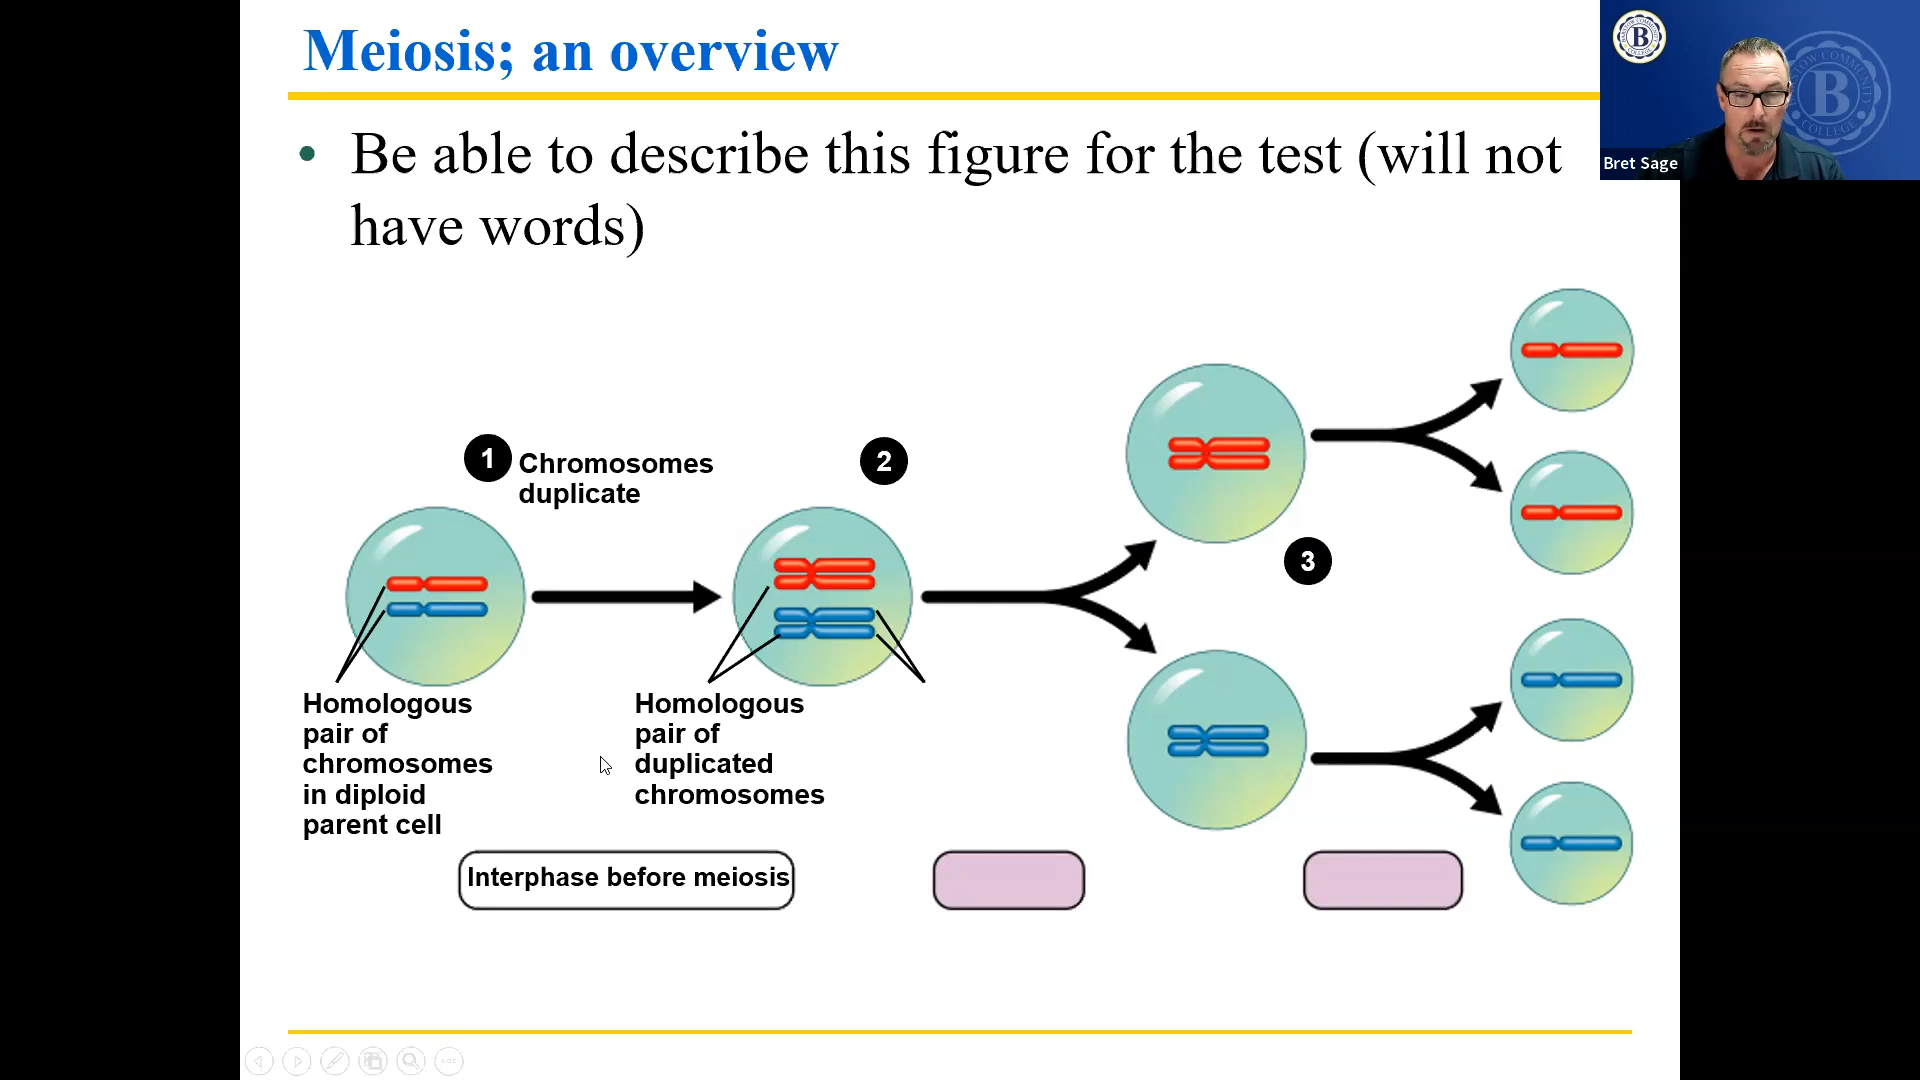 Meiosis; an overview
• Be able to describe this figure for the test (will not
have words)
B
B
Bret Sage
1
Chromosomes
duplicate
2
3
Homologous
pair of
chromosomes
in diploid
parent cell
Homologous
pair of
duplicated
chromosomes
Interphase before meiosis